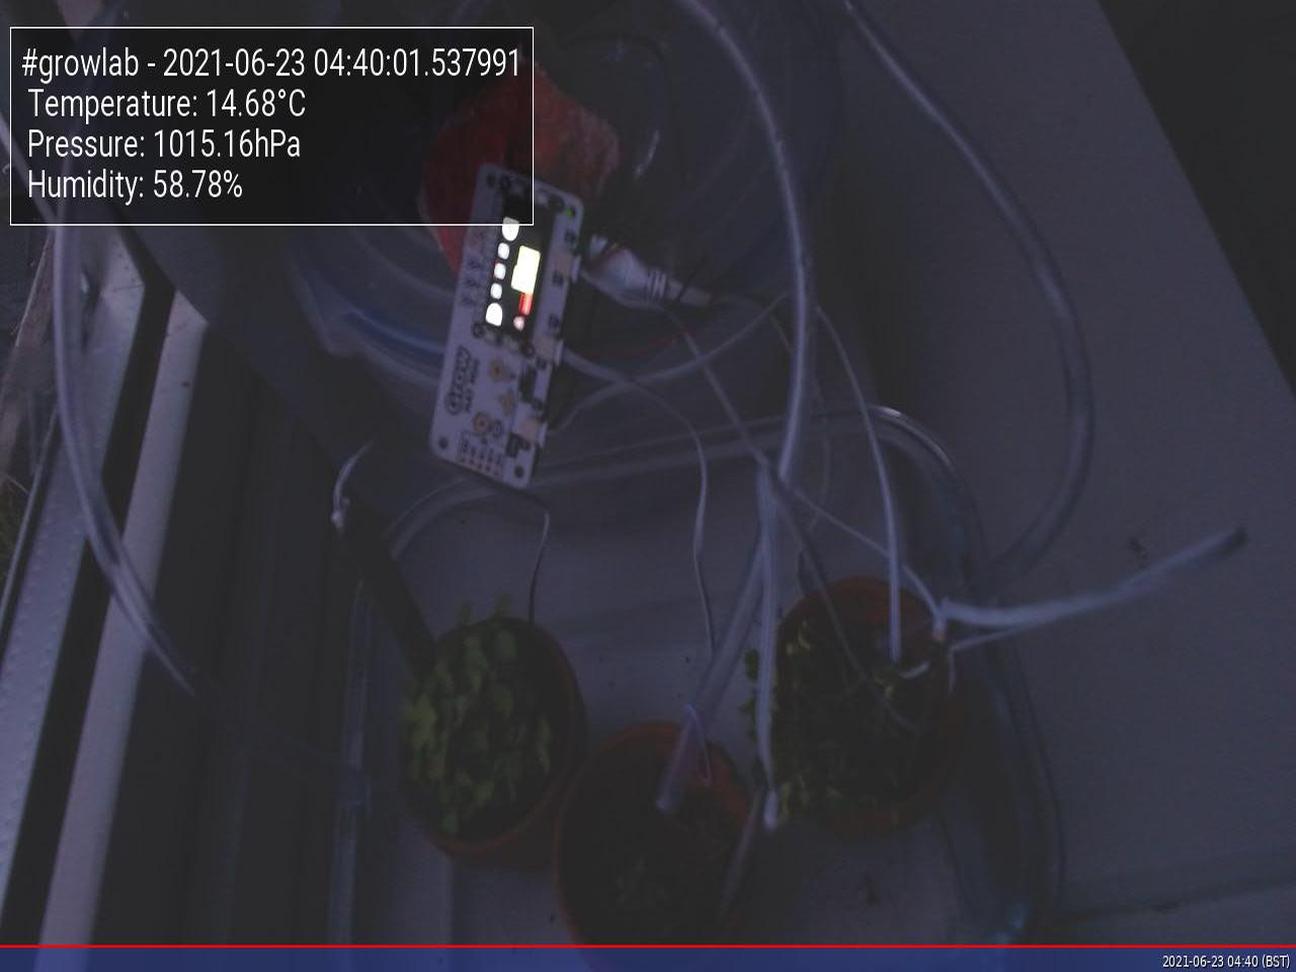 #growlab - 2021-06-23 04:40:01.537991
Temperature: 14.68°C
Pressure: 1015.16hPa
Humidity: 58.78%
GROW
2021-06-23 04:40 (BST)